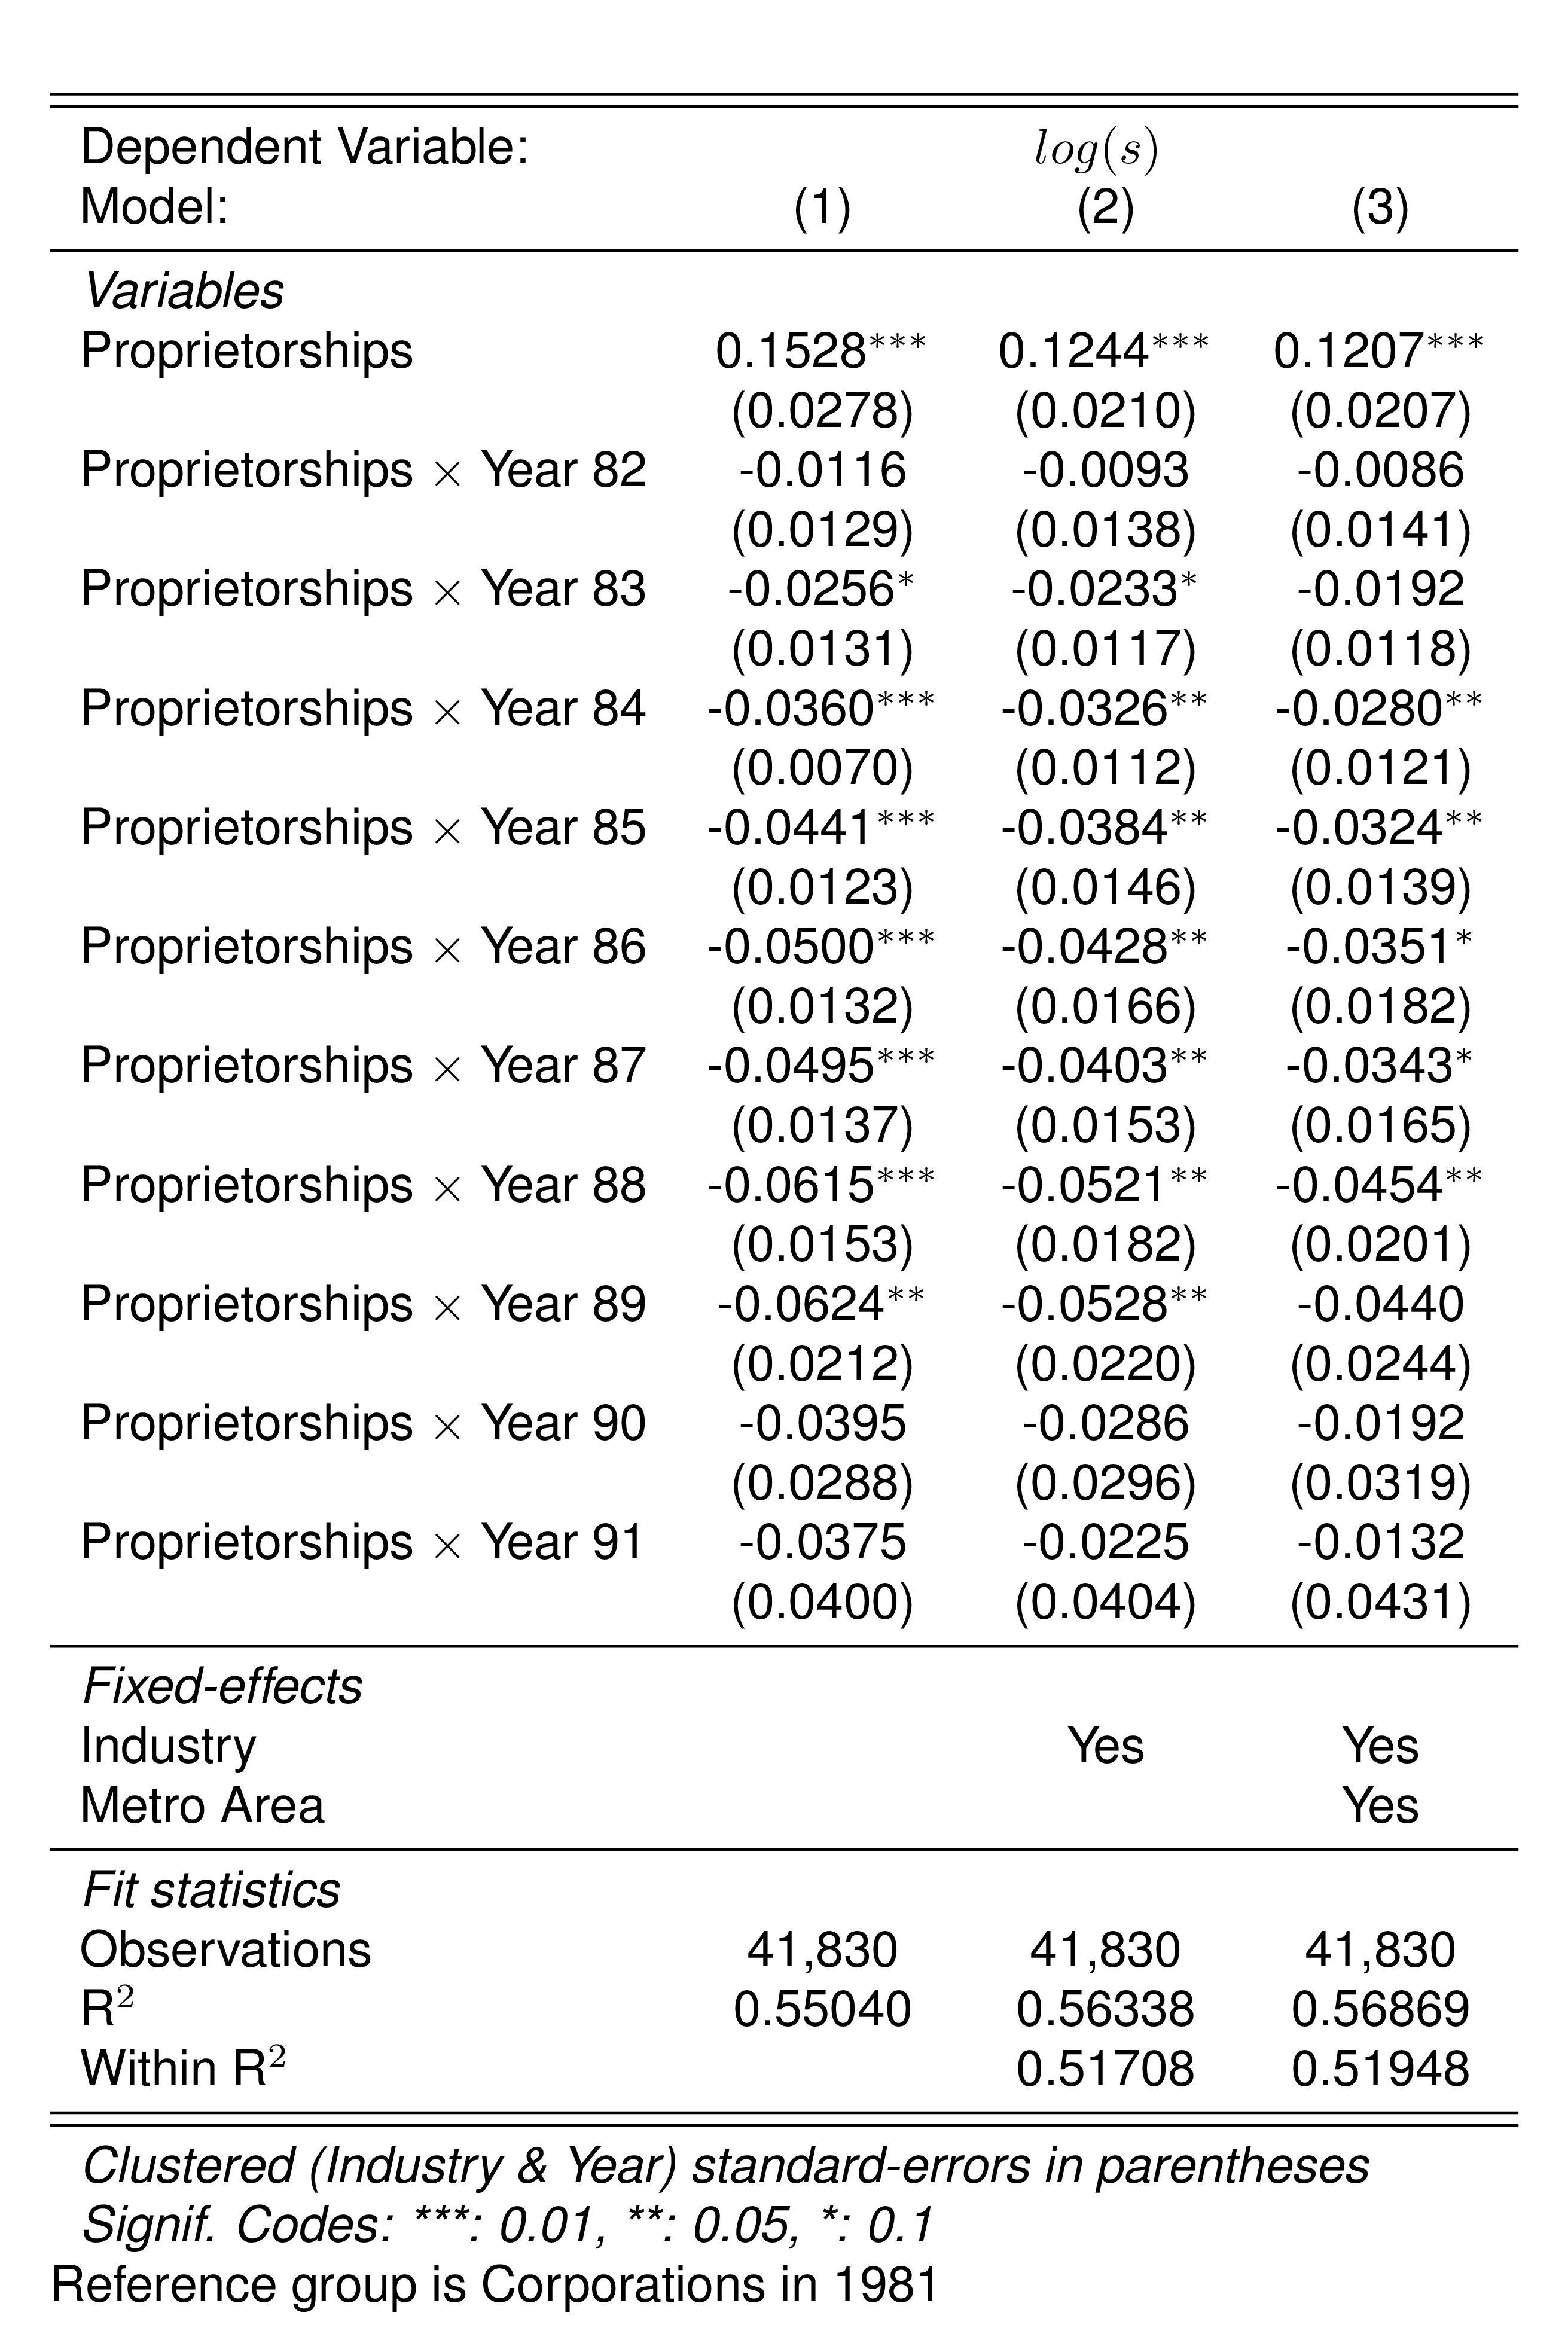 Dependent Variable: log(s)
Model: (1) (2) (3)
Variables
Proprietorships 0.1528*** 0.1244*** 0.1207***
(0.0278) (0.0210) (0.0207)
Proprietorships × Year 82 -0.0116 -0.0093 -0.0086
(0.0129) (0.0138) (0.0141)
Proprietorships × Year 83 -0.0256* -0.0233* -0.0192
(0.0131) (0.0117) (0.0118)
Proprietorships × Year 84 -0.0360*** -0.0326** -0.0280**
(0.0070) (0.0112) (0.0121)
Proprietorships × Year 85 -0.0441*** -0.0384** -0.0324**
(0.0123) (0.0146) (0.0139)
Proprietorships × Year 86 -0.0500*** -0.0428** -0.0351*
(0.0132) (0.0166) (0.0182)
Proprietorships × Year 87 -0.0495*** -0.0403** -0.0343*
(0.0137) (0.0153) (0.0165)
Proprietorships × Year 88 -0.0615*** -0.0521** -0.0454**
(0.0153) (0.0182) (0.0201)
Proprietorships × Year 89 -0.0624** -0.0528** -0.0440
(0.0212) (0.0220) (0.0244)
Proprietorships × Year 90 -0.0395 -0.0286 -0.0192
(0.0288) (0.0296) (0.0319)
Proprietorships × Year 91 -0.0375 -0.0225 -0.0132
(0.0400) (0.0404) (0.0431)
Fixed-effects
Industry Yes Yes
Metro Area Yes
Fit statistics
Observations 41,830 41,830 41,830
R² 0.55040 0.56338 0.56869
Within R² 0.51708 0.51948
Clustered (Industry & Year) standard-errors in parentheses
Signif. Codes: ***: 0.01, **: 0.05, *: 0.1
Reference group is Corporations in 1981